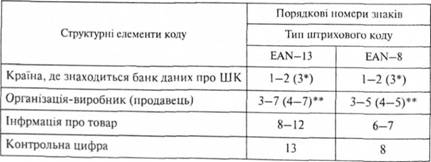 Структурні елементи коду
Порядкові номери знаків
Тип штрихового коду
EAN–13 EAN–8
Країна, де знаходиться банк даних про ШК 1–2 (3*) 1–2 (3*)
Організація-виробник (продавець) 3–7 (4–7)** 3–5 (4–5)**
Інфрмація про товар 8–12 6–7
Контрольна цифра 13 8